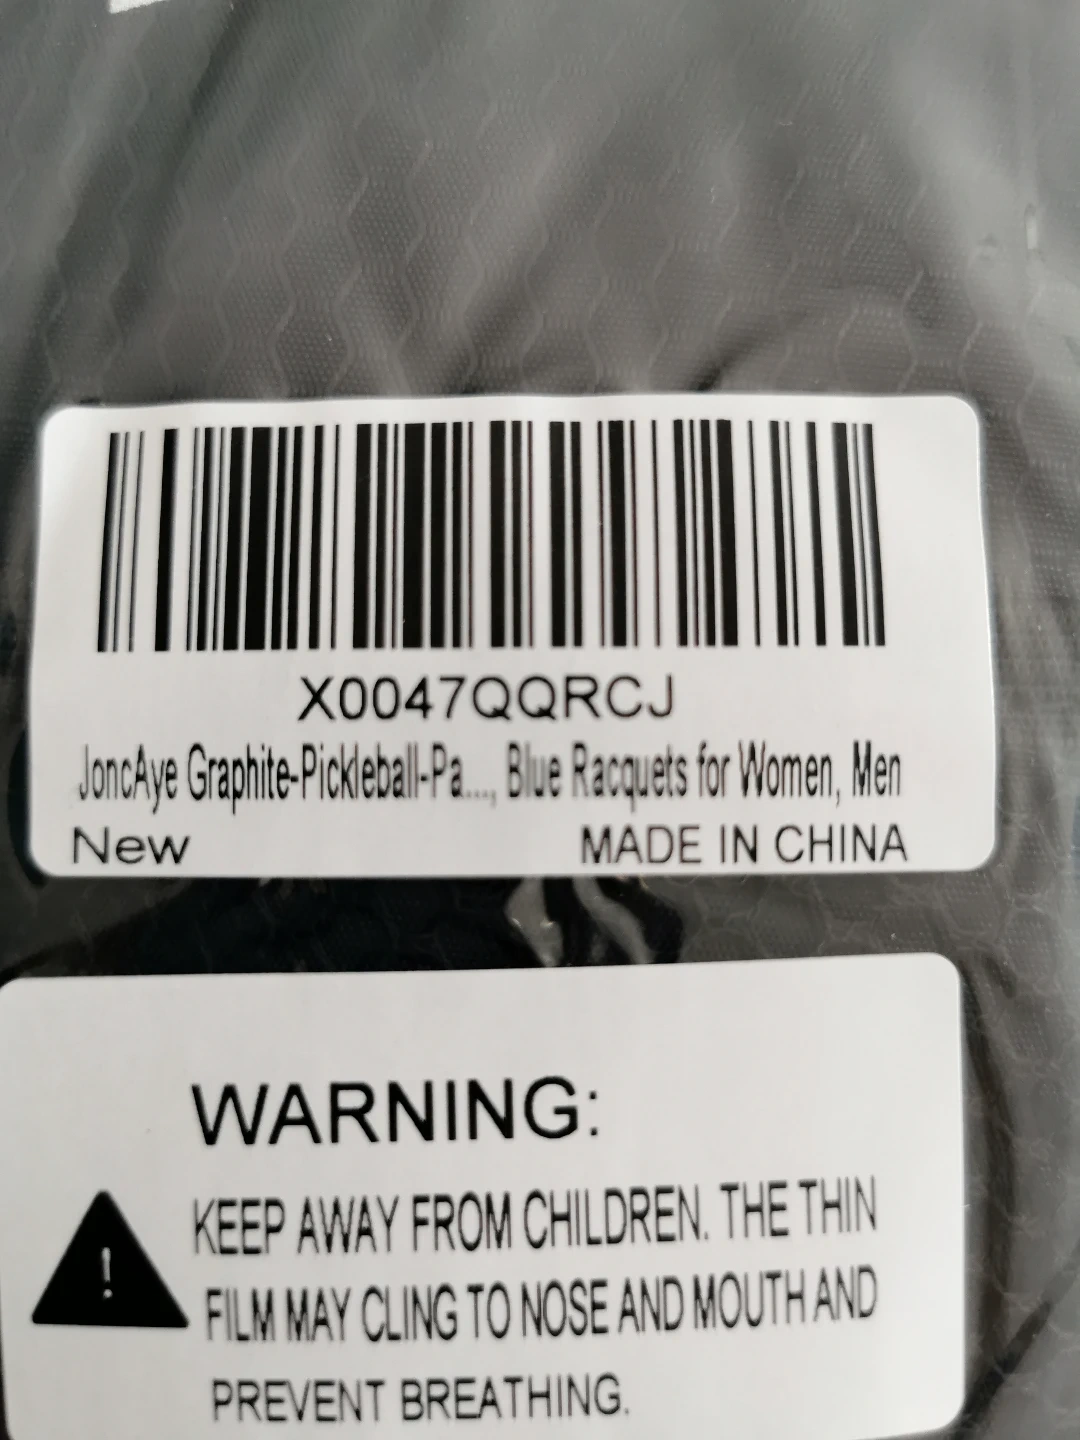 X0047QQRCJ
JoncAye Graphite-Pickleball-Pa..., Blue Racquets for Women, Men
New MADE IN CHINA
WARNING:
KEEP AWAY FROM CHILDREN. THE THIN
FILM MAY CLING TO NOSE AND MOUTH AND
PREVENT BREATHING.